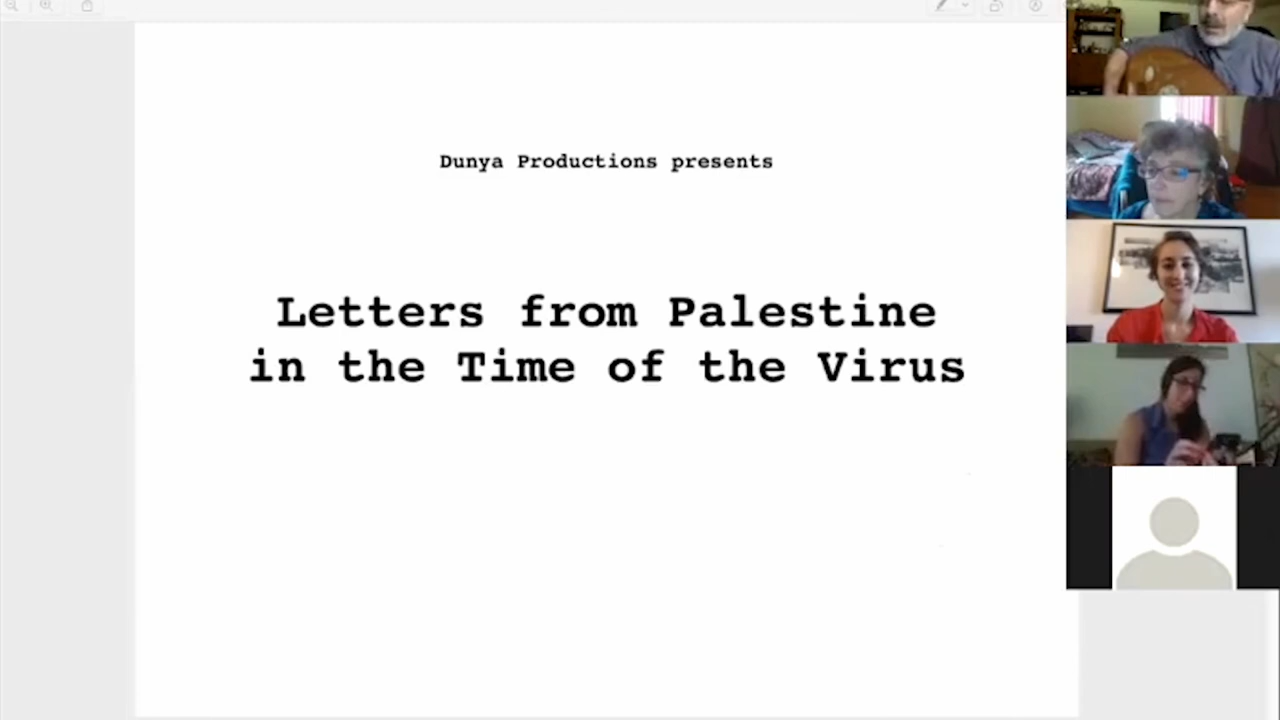 Dunya Productions presents
Letters from Palestine
in the Time of the Virus